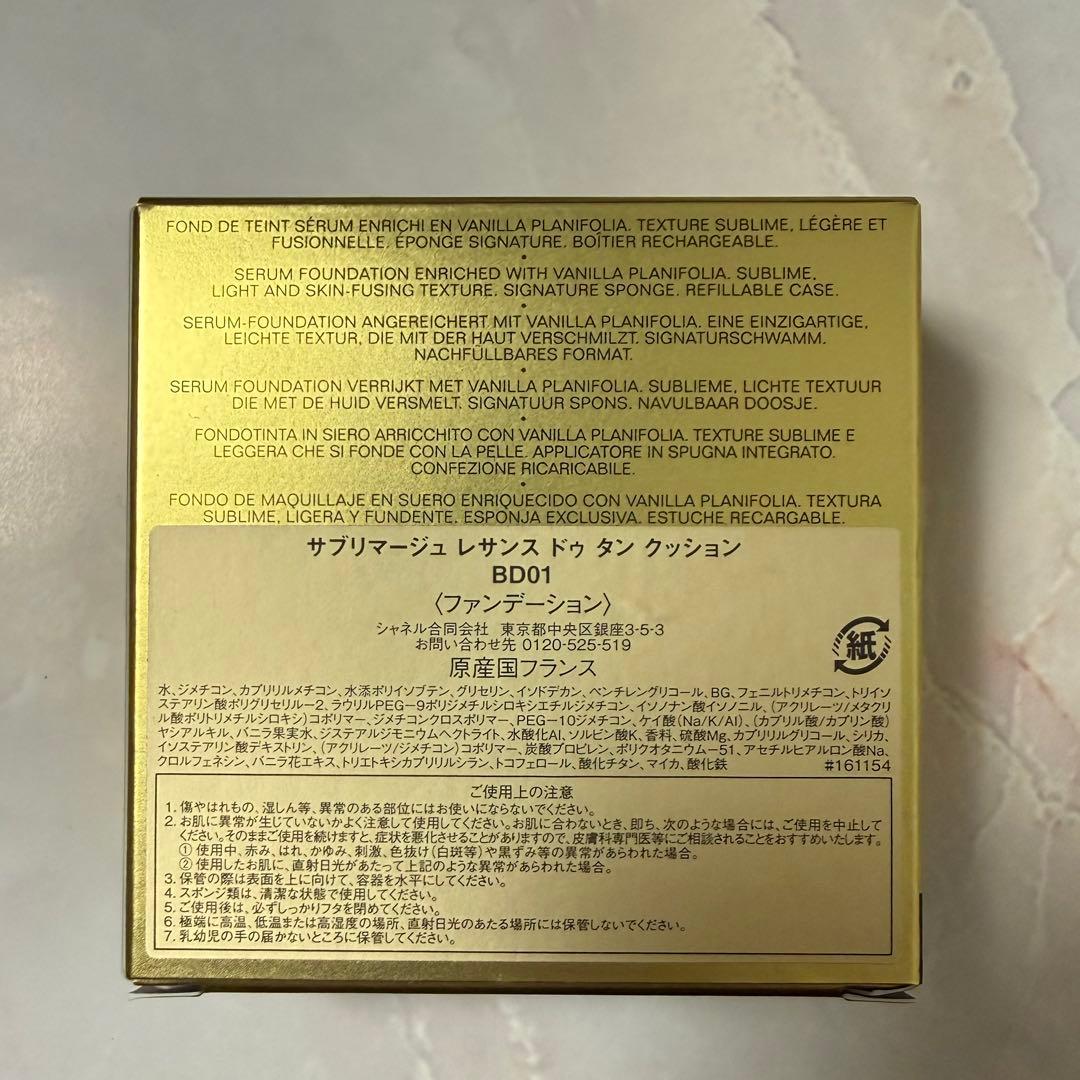 FOND DE TEINT SÉRUM ENRICHI EN VANILLA PLANIFOLIA. TEXTURE SUBLIME, LÉGÈRE ET
FUSIONNELLE. ÉPONGE SIGNATURE. BOÎTIER RECHARGEABLE.
•
SERUM FOUNDATION ENRICHED WITH VANILLA PLANIFOLIA. SUBLIME,
LIGHT AND SKIN-FUSING TEXTURE. SIGNATURE SPONGE. REFILLABLE CASE.
•
SERUM-FOUNDATION ANGEREICHERT MIT VANILLA PLANIFOLIA. EINE EINZIGARTIGE,
LEICHTE TEXTUR, DIE MIT DER HAUT VERSCHMILZT. SIGNATURSCHWAMM.
NACHFÜLLBARES FORMAT.
•
SERUM FOUNDATION VERRIJKT MET VANILLA PLANIFOLIA. SUBLIEME, LICHTE TEXTUUR
DIE MET DE HUID VERSMELT. SIGNATUUR SPONS. NAVULBAAR DOOSJE.
•
FONDOTINTA IN SIERO ARRICCHITO CON VANILLA PLANIFOLIA. TEXTURE SUBLIME E
LEGGERA CHE SI FONDE CON LA PELLE. APPLICATORE IN SPUGNA INTEGRATO.
CONFEZIONE RICARICABILE.
•
FONDO DE MAQUILLAJE EN SUERO ENRIQUECIDO CON VANILLA PLANIFOLIA. TEXTURA
SUBLIME, LIGERA Y FUNDENTE. ESPONJA EXCLUSIVA. ESTUCHE RECARGABLE.
サブリマージュ レサンス ドゥ タン クッション
BD01
〈ファンデーション〉
シャネル合同会社 東京都中央区銀座3-5-3
お問い合わせ先 0120-525-519
原産国フランス
紙
水、ジメチコン、カプリリルメチコン、水添ポリイソブテン、グリセリン、イソドデカン、ペンチレングリコール、BG、フェニルトリメチコン、トリイソ
ステアリン酸ポリグリセリル-2、ラウリルPEG-9ポリジメチルシロキシエチルジメチコン、イソノナン酸イソノニル、(アクリレーツ/メタクリ
ル酸ポリトリメチルシロキシ)コポリマー、ジメチコンクロスポリマー、PEG-10ジメチコン、ケイ酸(Na/K/Al)、(カプリル酸/カプリン酸)
ヤシアルキル、バニラ果実水、ジステアルジモニウムヘクトライト、水酸化Al、ソルビン酸K、香料、硫酸Mg、カプリリルグリコール、シリカ、
イソステアリン酸デキストリン、(アクリレーツ/ジメチコン)コポリマー、炭酸プロピレン、ポリクオタニウム-51、アセチルヒアルロン酸Na、
クロルフェネシン、バニラ花エキス、トリエトキシカプリリルシラン、トコフェロール、酸化チタン、マイカ、酸化鉄 #161154
ご使用上の注意
1. 傷やはれもの、湿しん等、異常のある部位にはお使いにならないでください。
2. お肌に異常が生じていないかよく注意して使用してください。お肌に合わないとき、即ち、次のような場合には、ご使用を中止して
ください。そのままご使用を続けますと、症状を悪化させることがありますので、皮膚科専門医等にご相談されることをおすすめいたします。
① 使用中、赤み、はれ、かゆみ、刺激、色抜け(白斑等)や黒ずみ等の異常があらわれた場合。
② 使用したお肌に、直射日光があたって上記のような異常があらわれた場合。
3. 保管の際は表面を上に向けて、容器を水平にしてください。
4. スポンジ類は、清潔な状態で使用してください。
5. ご使用後は、必ずしっかりフタを閉めてください。
6. 極端に高温、低温または高湿度の場所、直射日光のあたる場所には保管しないでください。
7. 乳幼児の手の届かないところに保管してください。